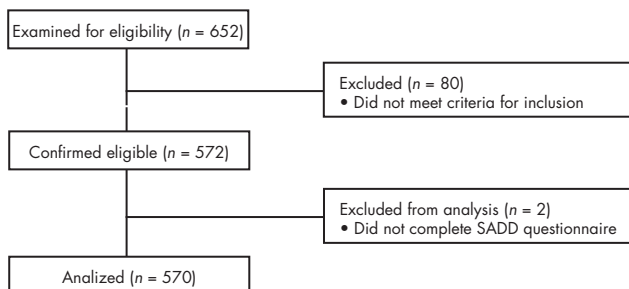 Examined for eligibility (n = 652)
Excluded (n = 80)
• Did not meet criteria for inclusion
Confirmed eligible (n = 572)
Excluded from analysis (n = 2)
• Did not complete SADD questionnaire
Analized (n = 570)